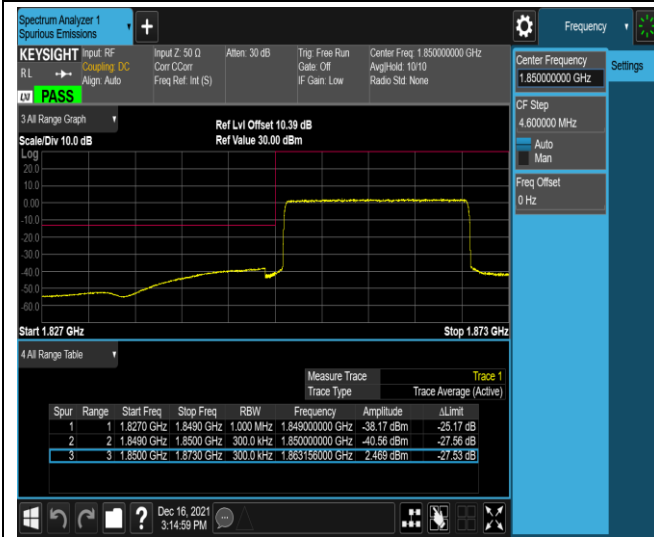 Spectrum Analyzer 1
Spurious Emissions
Frequency
KEYSIGHT
RL
LXI
PASS
Input: RF
Coupling: DC
Align: Auto
Input Z: 50 Ω
Corr CCorr
Freq Ref: Int (S)
Atten: 30 dB
Trig: Free Run
Gate: Off
IF Gain: Low
Center Freq: 1.850000000 GHz
Avg|Hold: 10/10
Radio Std: None
Center Frequency
1.850000000 GHz
Settings
CF Step
4.600000 MHz
Auto
Man
Freq Offset
0 Hz
3 All Range Graph
Scale/Div 10.0 dB
Ref Lvl Offset 10.39 dB
Ref Value 30.00 dBm
Log
20.0
10.0
0.00
-10.0
-20.0
-30.0
-40.0
-50.0
-60.0
Start 1.827 GHz
Stop 1.873 GHz
4 All Range Table
Measure Trace Trace 1
Trace Type Trace Average (Active)
Spur Range Start Freq Stop Freq RBW Frequency Amplitude ΔLimit
1 1 1.8270 GHz 1.8490 GHz 1.000 MHz 1.849000000 GHz -38.17 dBm -25.17 dB
2 2 1.8490 GHz 1.8500 GHz 300.0 kHz 1.850000000 GHz -40.56 dBm -27.56 dB
3 3 1.8500 GHz 1.8730 GHz 300.0 kHz 1.863156000 GHz 2.469 dBm -27.53 dB
?
Dec 16, 2021
3:14:59 PM